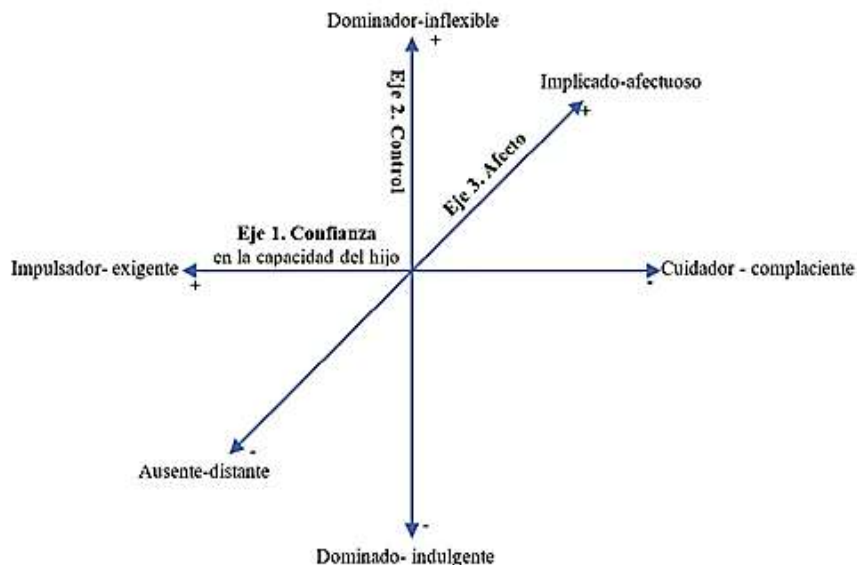 Dominador-inflexible
+
Eje 2. Control
Implicado-afectuoso
+
Eje 3. Afecto
Eje 1. Confianza
en la capacidad del hijo
Impulsador- exigente
+
Cuidador - complaciente
-
-
Ausente-distante
-
Dominado- indulgente